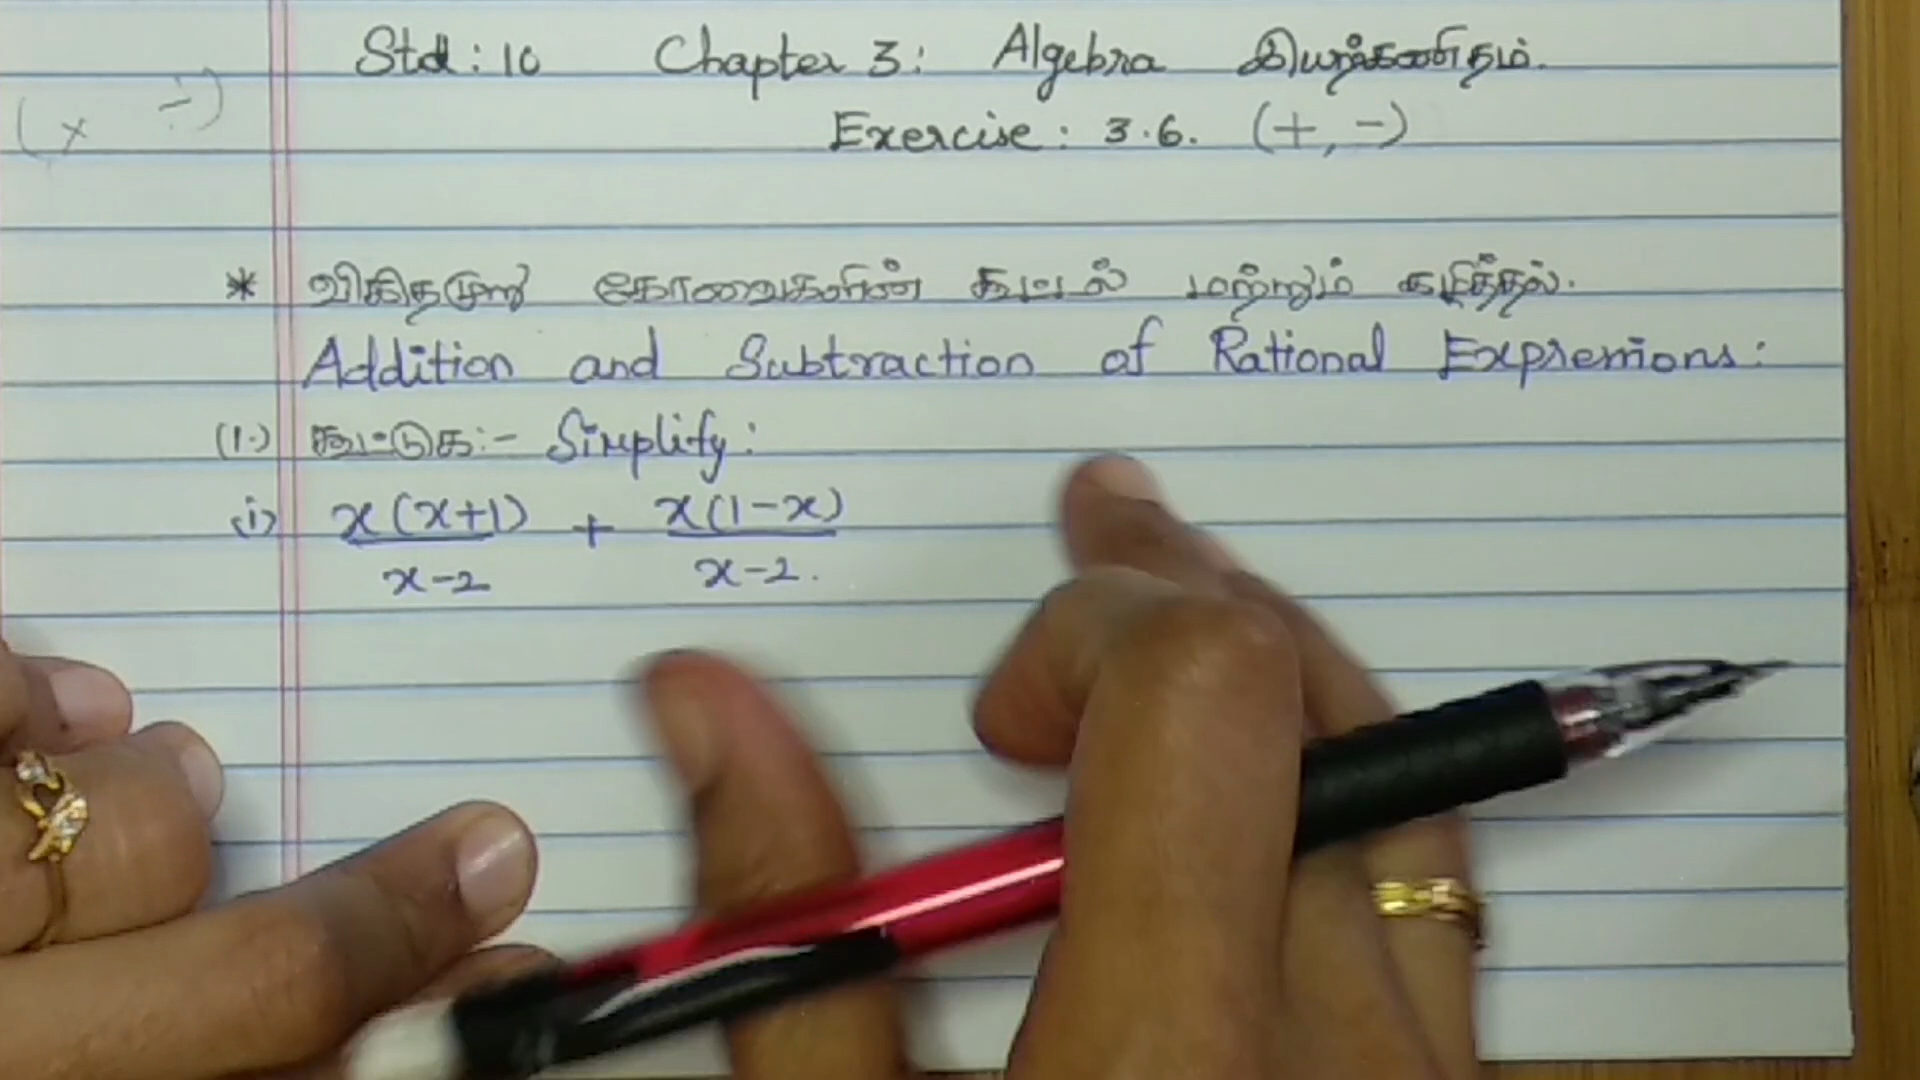 Std: 10 Chapter 3: Algebra இயற்கணிதம்.
Exercise: 3.6. (+, -)
(x ÷)
* விகிதமுறு கோவைகளின் கூட்டல் மற்றும் கழித்தல்.
Addition and Subtraction of Rational Expressions:
(1.) கூட்டுக:- Simplify:
(i) x(x+1)/x-2 + x(1-x)/x-2.